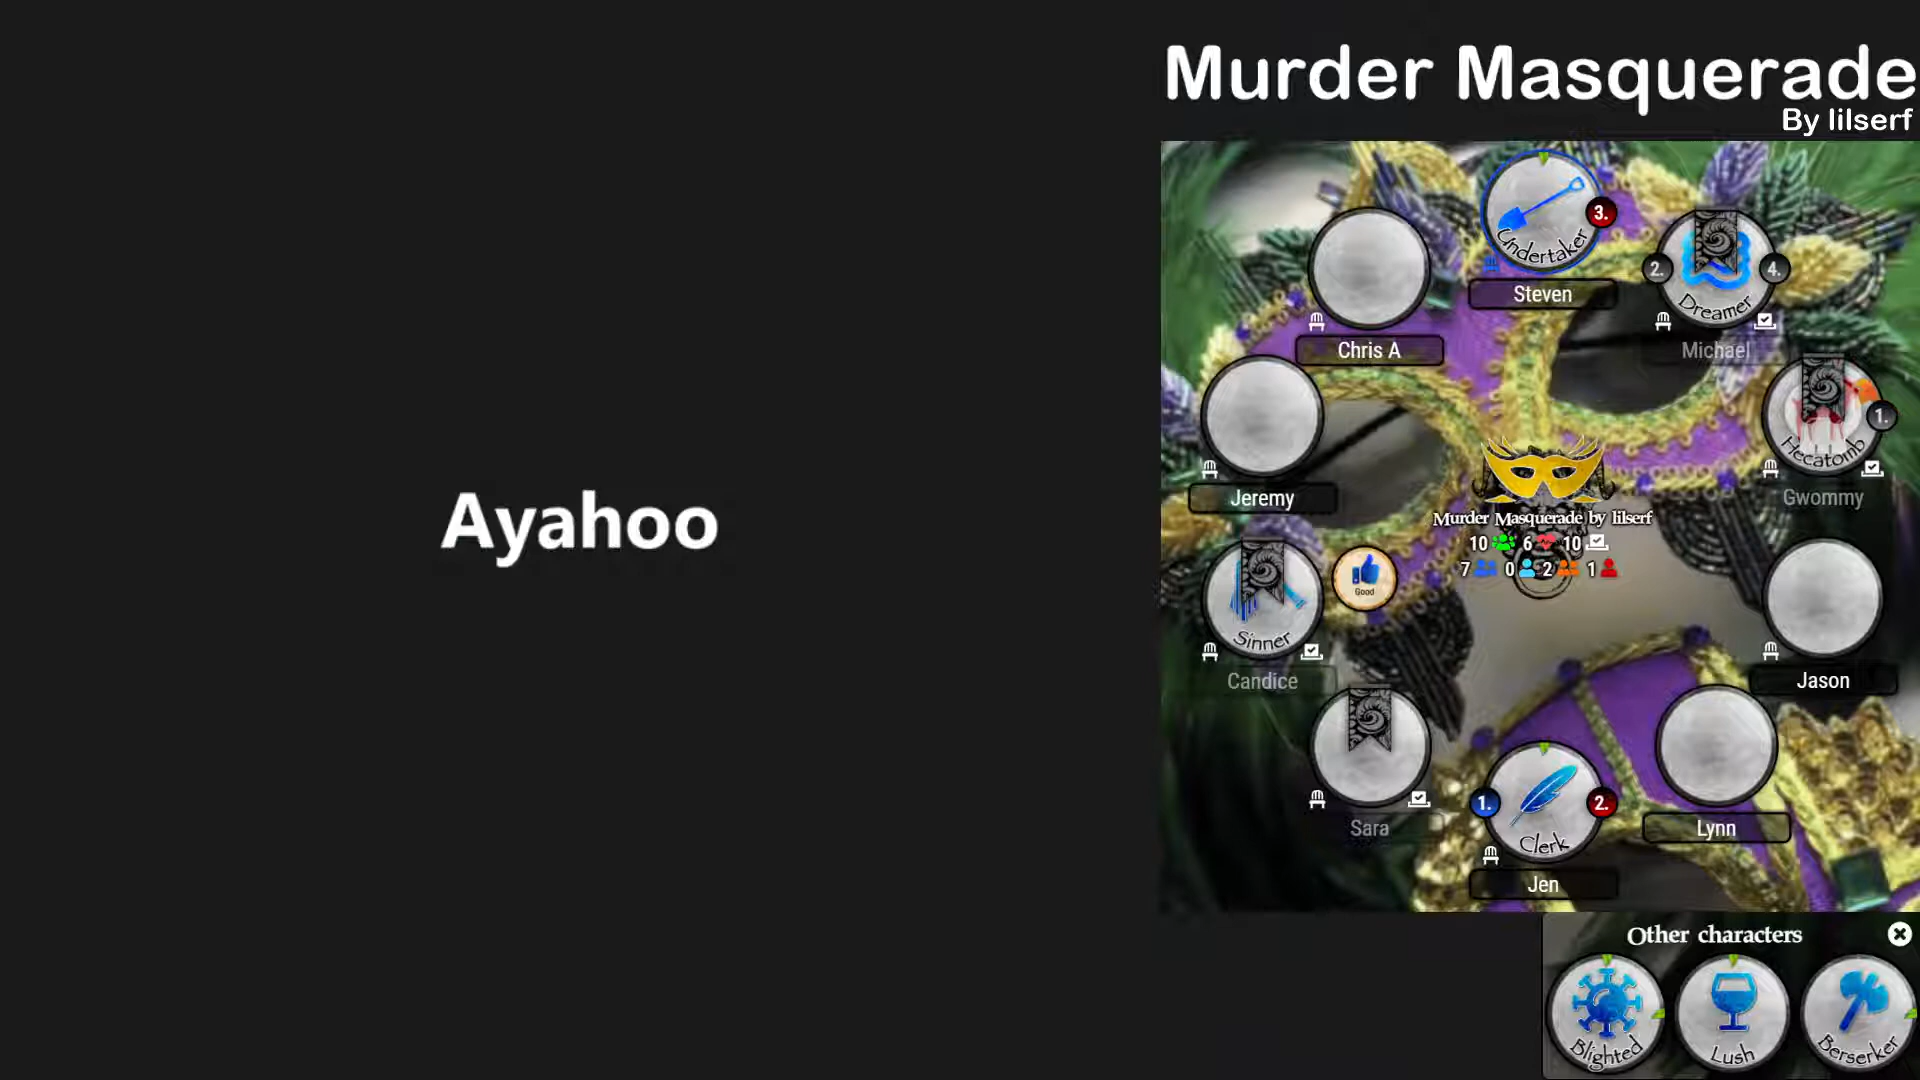 Murder Masquerade
By lilserf
Ayahoo
Undertaker
3.
Steven
Chris A
2.
4.
Dreamer
Michael
1.
Hecatomb
Gwommy
Jeremy
Murder Masquerade by lilserf
10 6 10
7 0 2 1
Good
Sinner
Candice
Jason
Sara
1.
2.
Clerk
Jen
Lynn
Other characters
Blighted
Lush
Berserker